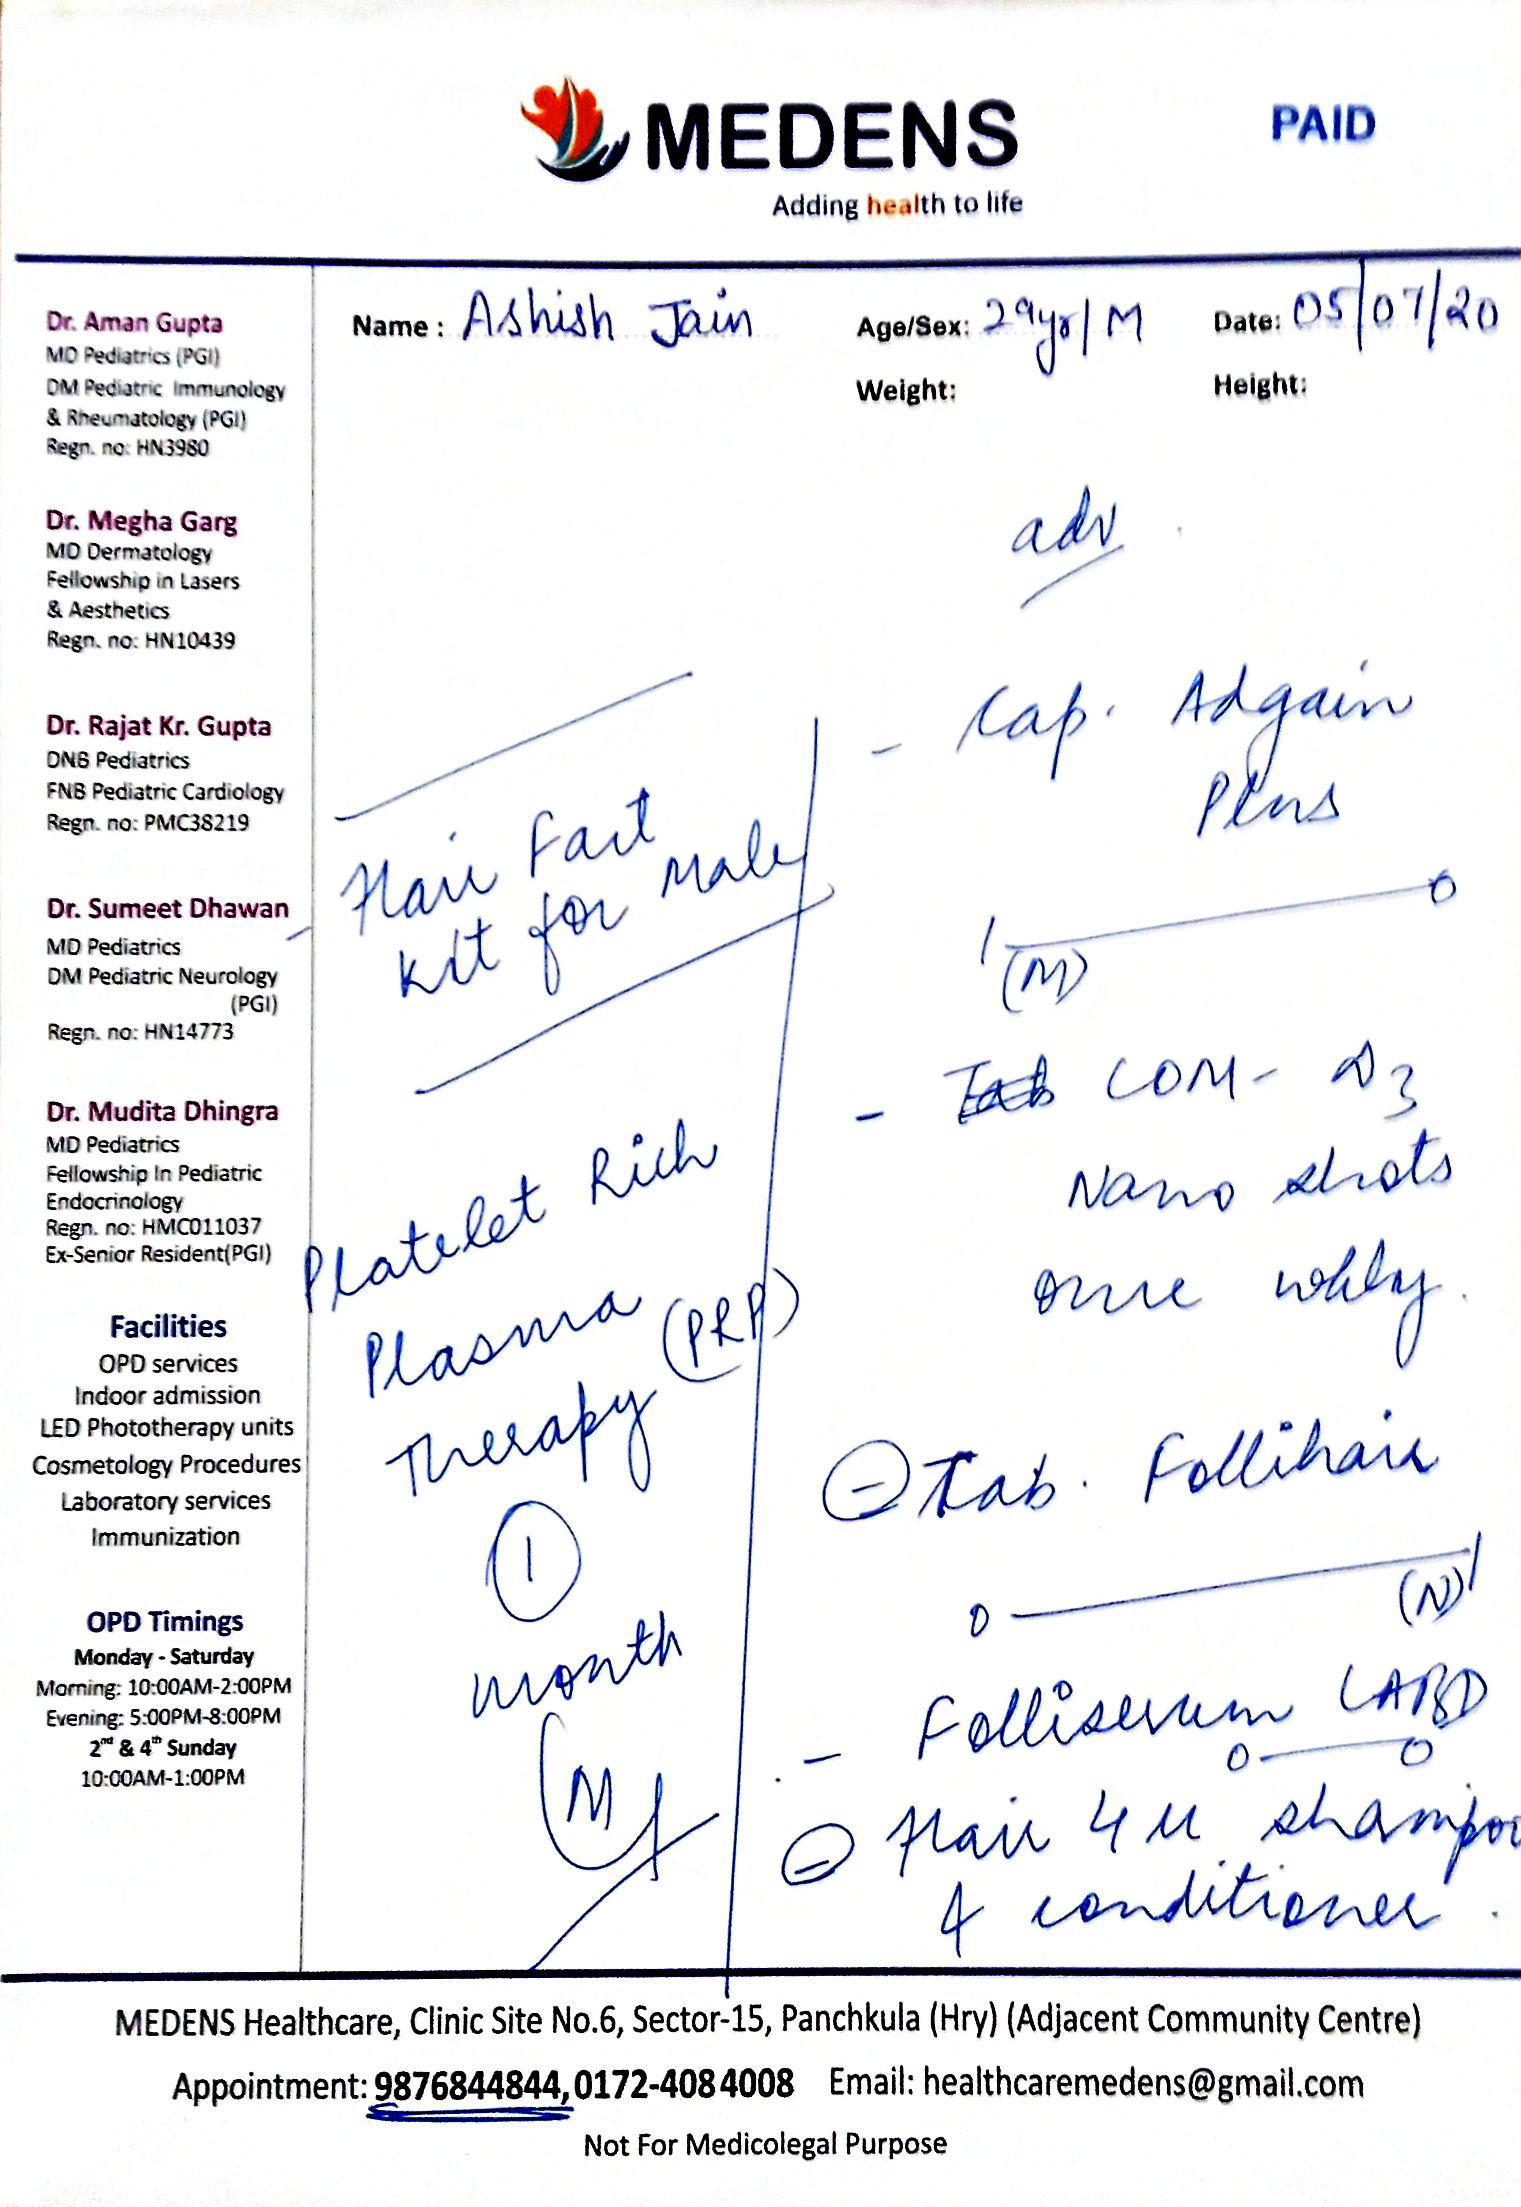 MEDENS
PAID
Adding health to life
Name : Ashish Jain Age/Sex: 29yr/M Date: 05/07/20
Weight: Height:
Dr. Aman Gupta
MD Pediatrics (PGI)
DM Pediatric Immunology
& Rheumatology (PGI)
Regn. no: HN3980
Dr. Megha Garg
MD Dermatology
Fellowship in Lasers
& Aesthetics
Regn. no: HN10439
Dr. Rajat Kr. Gupta
DNB Pediatrics
FNB Pediatric Cardiology
Regn. no: PMC38219
Dr. Sumeet Dhawan
MD Pediatrics
DM Pediatric Neurology
(PGI)
Regn. no: HN14773
Dr. Mudita Dhingra
MD Pediatrics
Fellowship In Pediatric
Endocrinology
Regn. no: HMC011037
Ex-Senior Resident(PGI)
Facilities
OPD services
Indoor admission
LED Phototherapy units
Cosmetology Procedures
Laboratory services
Immunization
OPD Timings
Monday - Saturday
Morning: 10:00AM-2:00PM
Evening: 5:00PM-8:00PM
2nd & 4th Sunday
10:00AM-1:00PM
- Hair Fact
Kit for Male
Platelet Rich
Plasma (PRP)
Therapy
1
month
adv
- Cap. Adgain
Plus
1 — 0
(M)
- Tab COM- D3
Nano shots
once wkly.
- Tab. Follihair
0 — 1
(N)
- Folliserum LABD
0 — 0
- Hair 4 U shampoo
& conditioner.
MEDENS Healthcare, Clinic Site No.6, Sector-15, Panchkula (Hry) (Adjacent Community Centre)
Appointment: 9876844844, 0172-4084008 Email: healthcaremedens@gmail.com
Not For Medicolegal Purpose